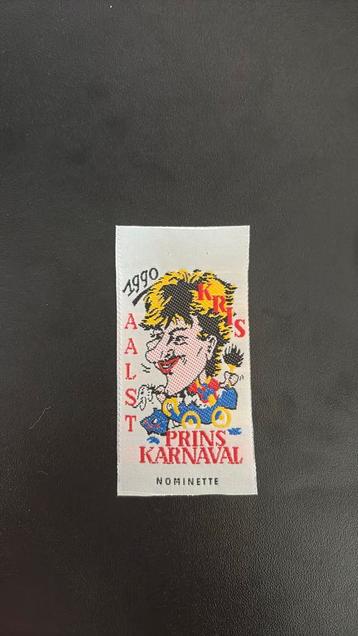 1990
KRIS
AALST
PRINS
KARNAVAL
NOMINETTE